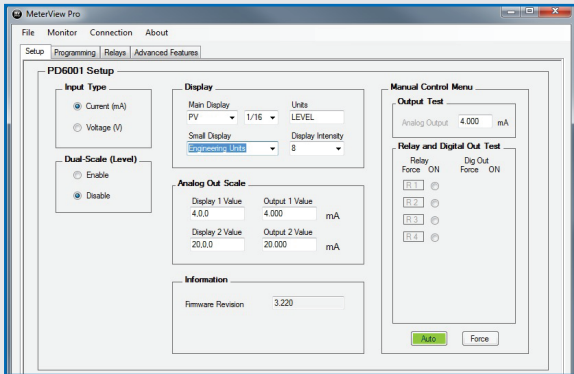 MeterView Pro
File Monitor Connection About
Setup Programming Relays Advanced Features
PD6001 Setup
Input Type
Current (mA)
Voltage (V)
Dual-Scale (Level)
Enable
Disable
Display
Main Display Units
PV 1/16 LEVEL
Small Display Display Intensity
Engineering Units 8
Analog Out Scale
Display 1 Value Output 1 Value
4,0,0 4.000 mA
Display 2 Value Output 2 Value
20,0,0 20.000 mA
Information
Firmware Revision 3.220
Manual Control Menu
Output Test
Analog Output 4.000 mA
Relay and Digital Out Test
Relay Dig Out
Force ON Force ON
R 1
R 2
R 3
R 4
Auto Force